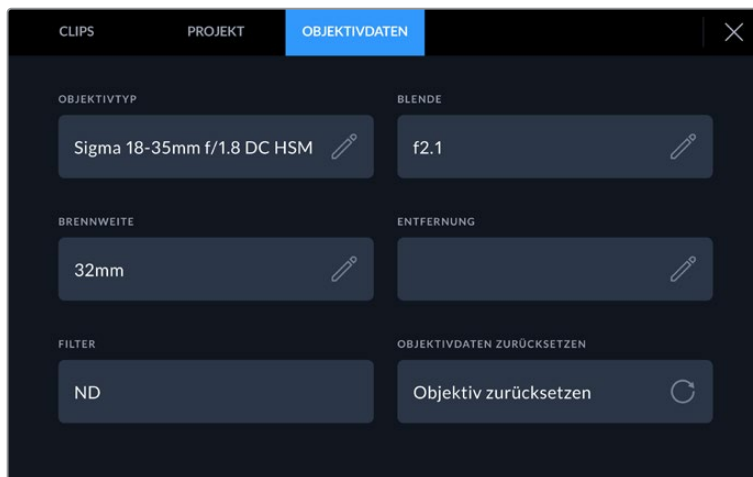 CLIPS PROJEKT OBJEKTIVDATEN
OBJEKTIVTYP BLENDE
Sigma 18-35mm f/1.8 DC HSM f2.1
BRENNWEITE ENTFERNUNG
32mm
FILTER OBJEKTIVDATEN ZURÜCKSETZEN
ND Objektiv zurücksetzen